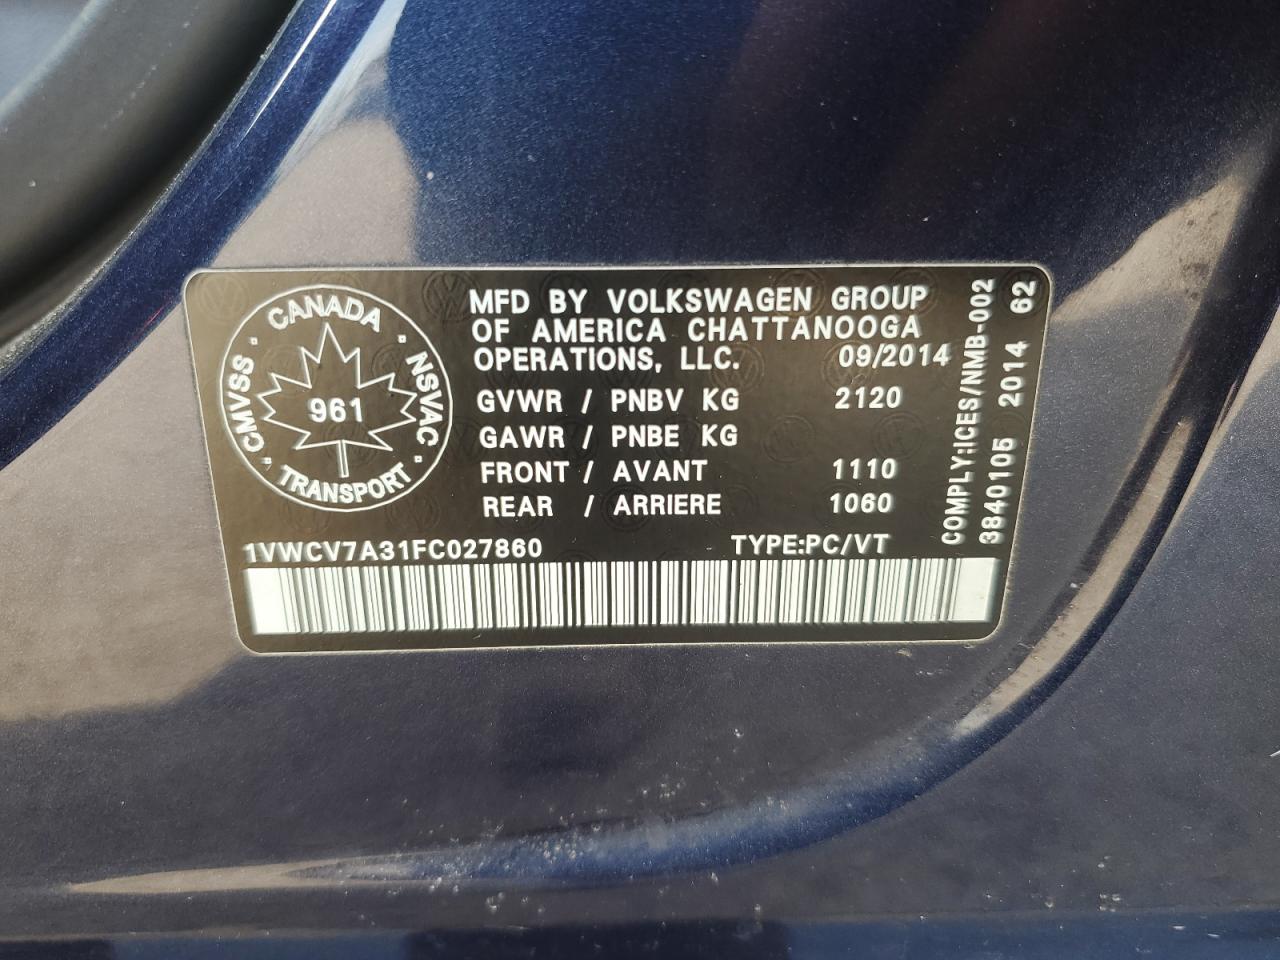 CANADA
CMVSS · NSVAC
961
TRANSPORT
MFD BY VOLKSWAGEN GROUP
OF AMERICA CHATTANOOGA
OPERATIONS, LLC. 09/2014
GVWR / PNBV KG 2120
GAWR / PNBE KG
FRONT / AVANT 1110
REAR / ARRIERE 1060
1VWCV7A31FC027860 TYPE:PC/VT
COMPLY:ICES/NMB-002
3840105 2014 62